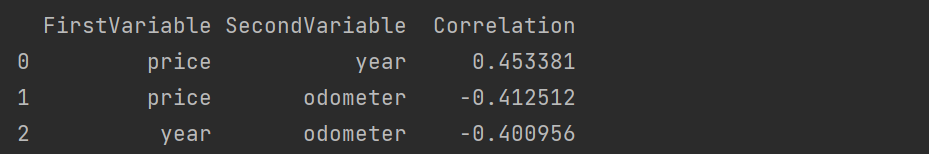 FirstVariable SecondVariable Correlation
0 price year 0.453381
1 price odometer -0.412512
2 year odometer -0.400956